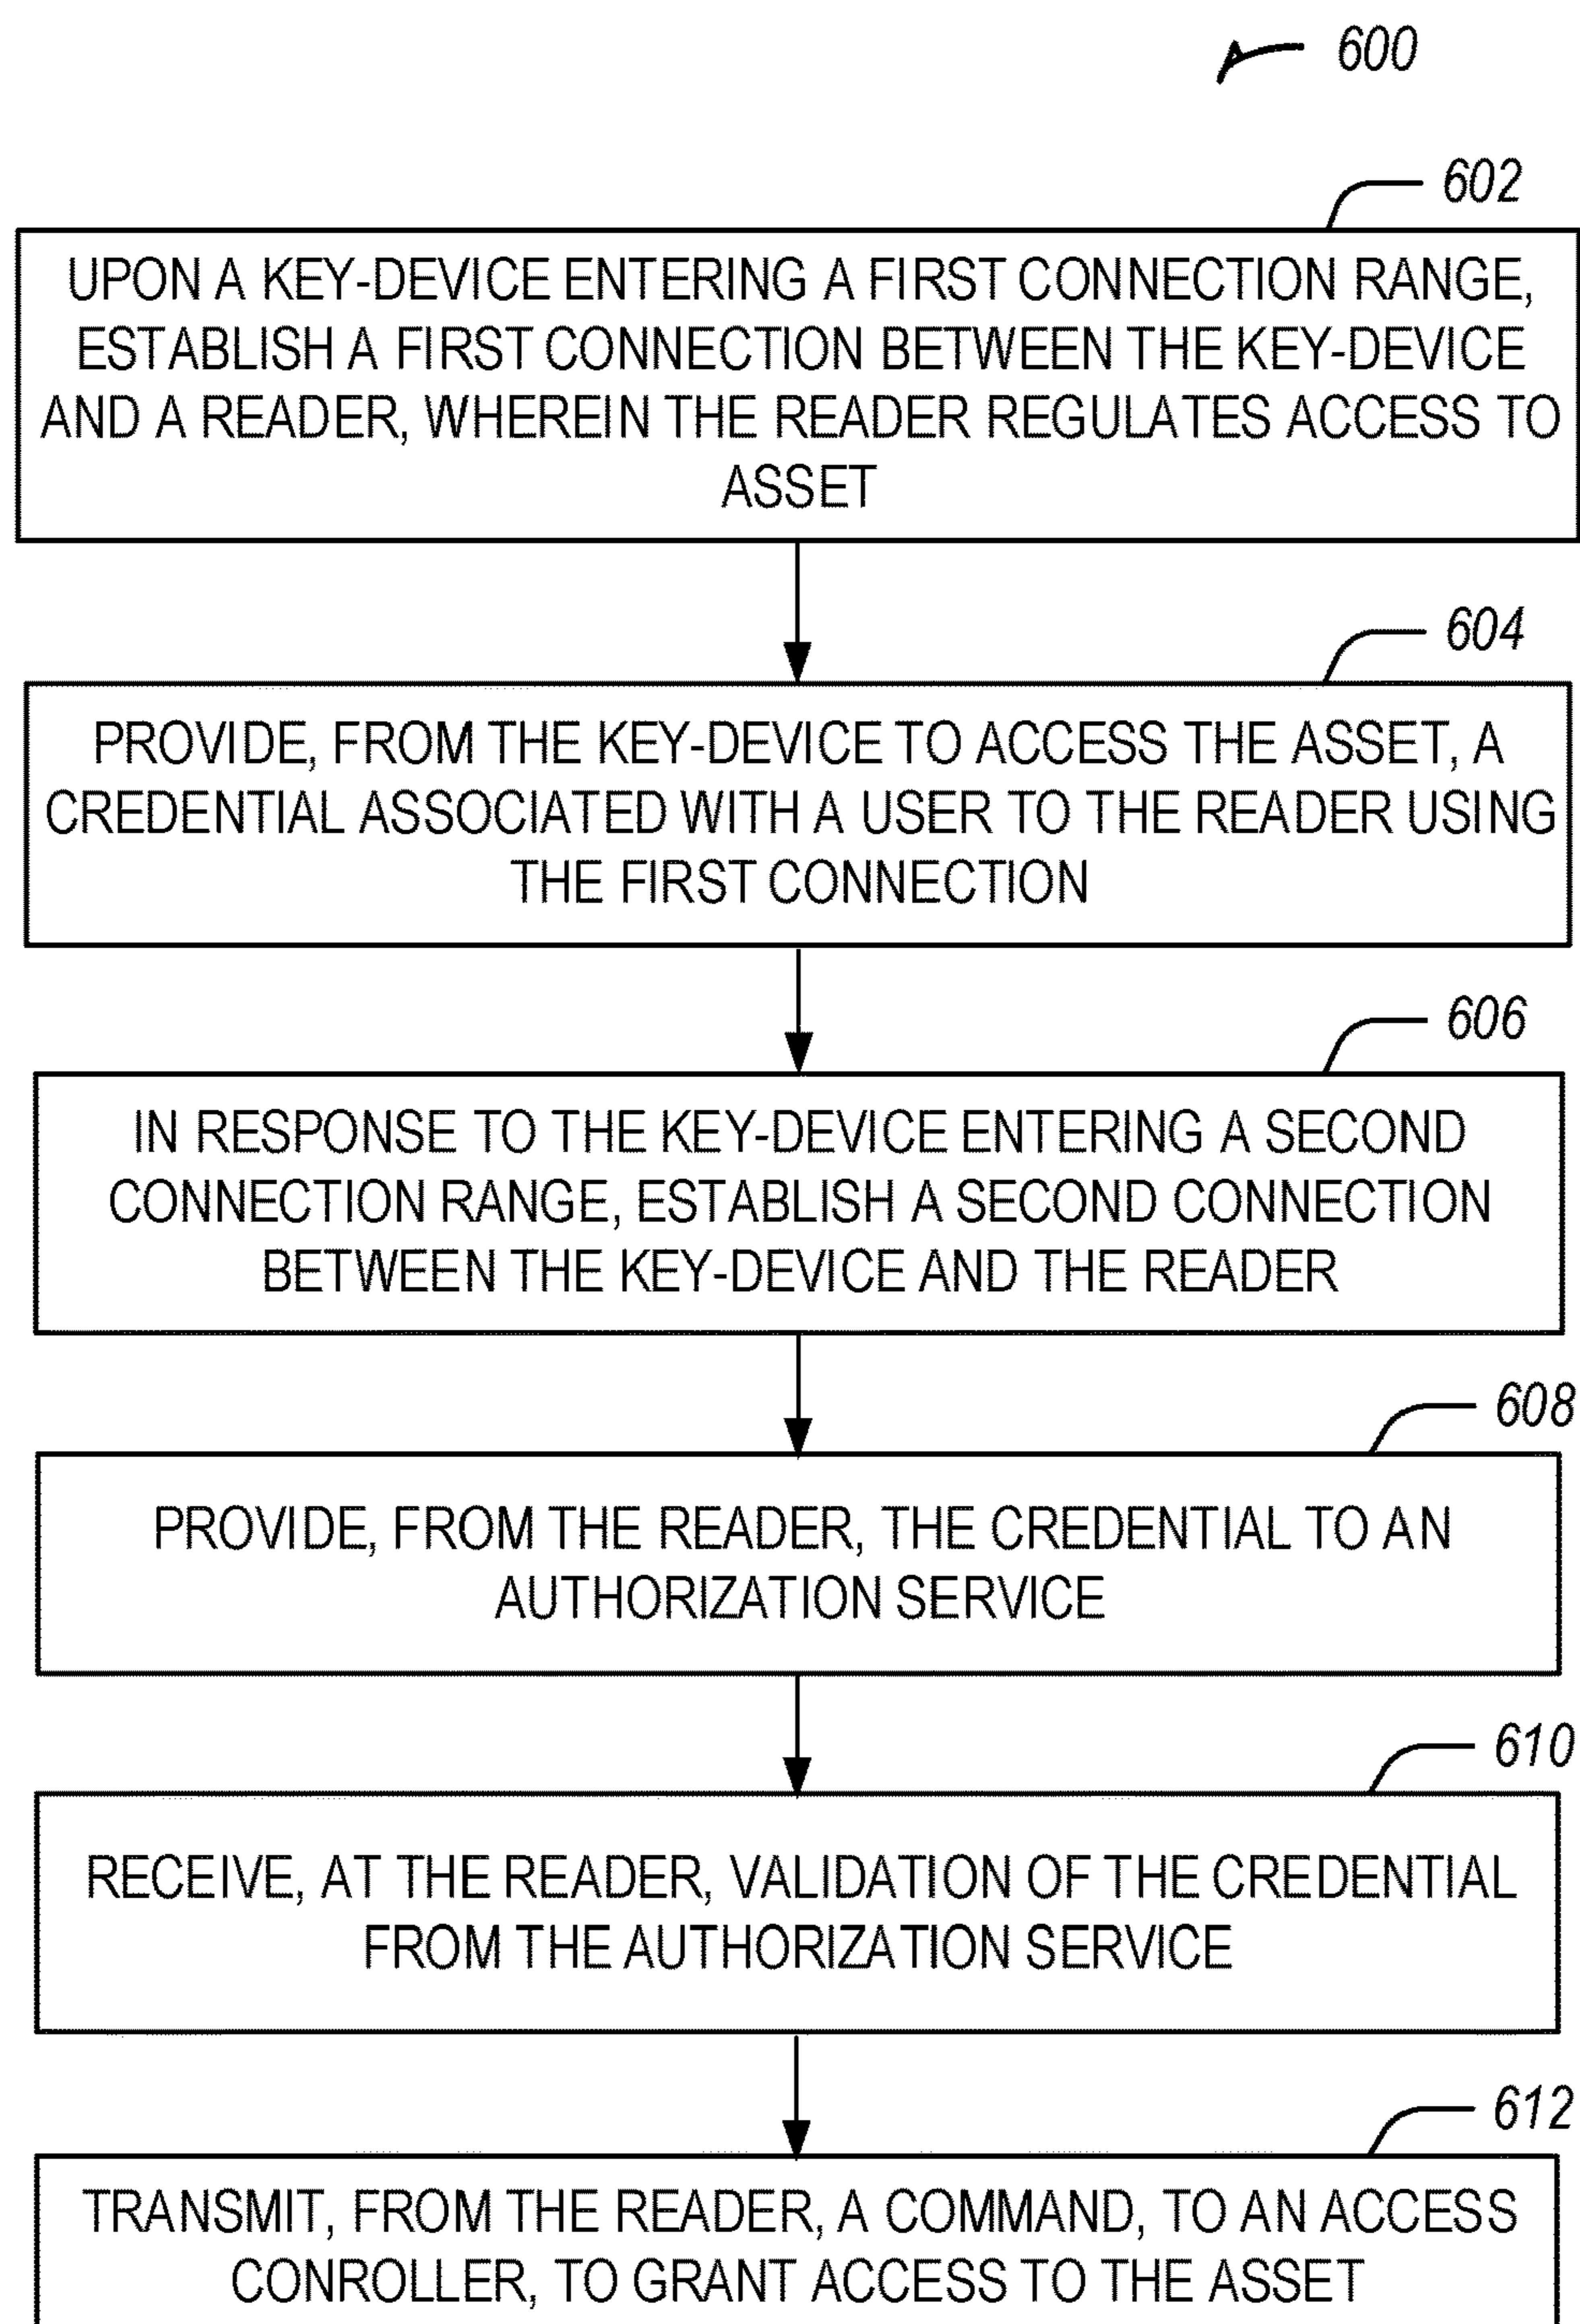 600
602
UPON A KEY-DEVICE ENTERING A FIRST CONNECTION RANGE,
ESTABLISH A FIRST CONNECTION BETWEEN THE KEY-DEVICE
AND A READER, WHEREIN THE READER REGULATES ACCESS TO
ASSET
604
PROVIDE, FROM THE KEY-DEVICE TO ACCESS THE ASSET, A
CREDENTIAL ASSOCIATED WITH A USER TO THE READER USING
THE FIRST CONNECTION
606
IN RESPONSE TO THE KEY-DEVICE ENTERING A SECOND
CONNECTION RANGE, ESTABLISH A SECOND CONNECTION
BETWEEN THE KEY-DEVICE AND THE READER
608
PROVIDE, FROM THE READER, THE CREDENTIAL TO AN
AUTHORIZATION SERVICE
610
RECEIVE, AT THE READER, VALIDATION OF THE CREDENTIAL
FROM THE AUTHORIZATION SERVICE
612
TRANSMIT, FROM THE READER, A COMMAND, TO AN ACCESS
CONROLLER, TO GRANT ACCESS TO THE ASSET